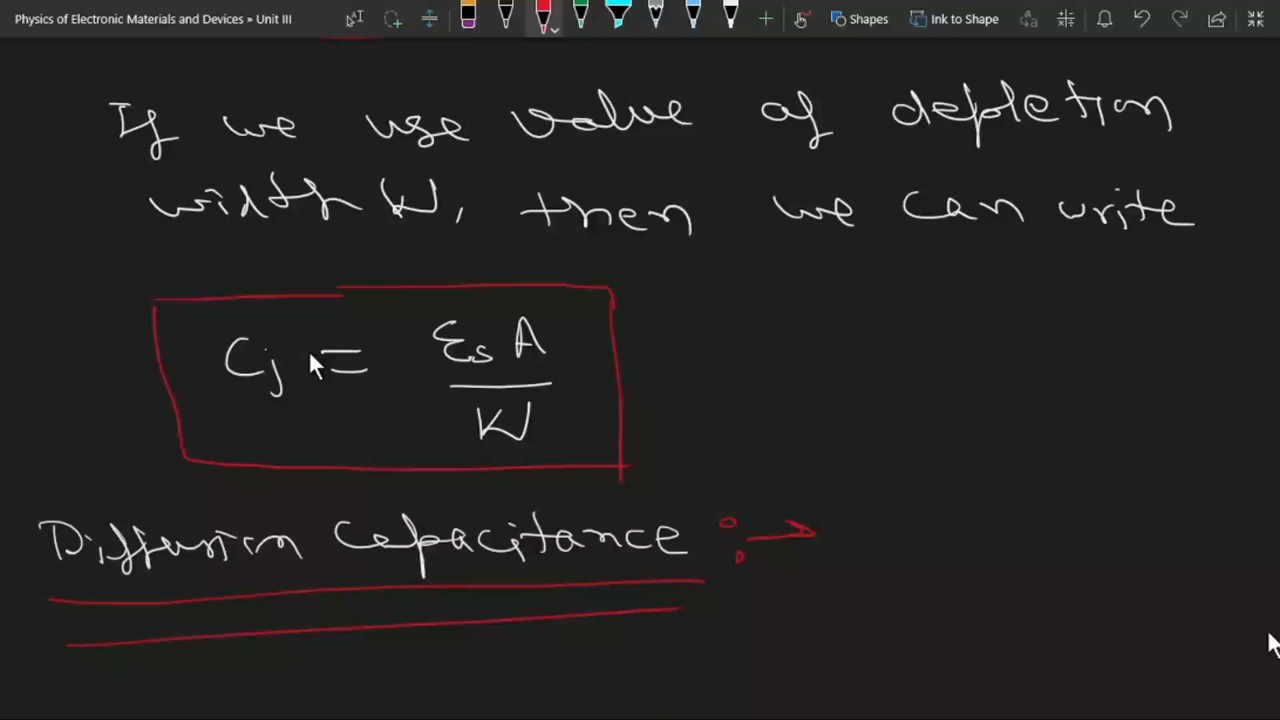 Physics of Electronic Materials and Devices » Unit III
Shapes
Ink to Shape
If we use value of depletion
width W, then we can write
Cj = εs A / W
Diffusion Capacitance :→